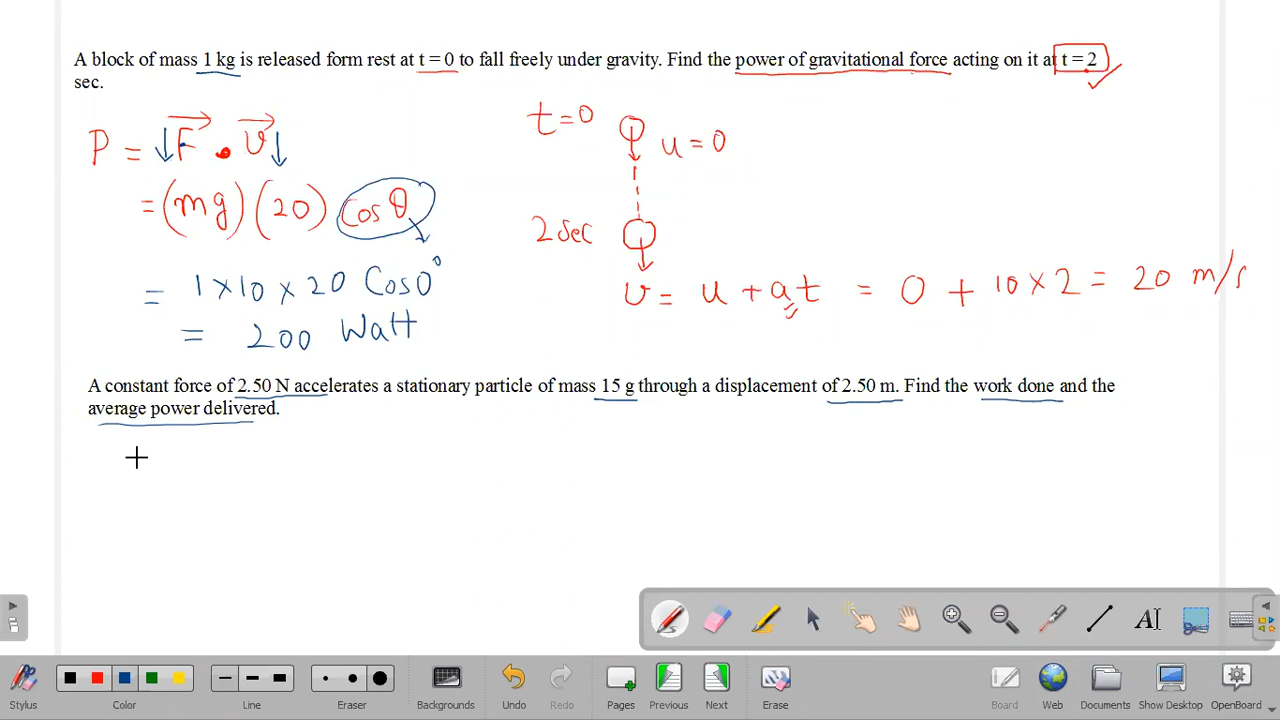 A block of mass 1 kg is released form rest at t = 0 to fall freely under gravity. Find the power of gravitational force acting on it at t = 2
sec.
t=0
u = 0
P = F . v
= (mg) (20) Cos θ
2 sec
= 1 × 10 × 20 Cos 0°
v = u + at = 0 + 10 × 2 = 20 m/s
= 200 Watt
A constant force of 2.50 N accelerates a stationary particle of mass 15 g through a displacement of 2.50 m. Find the work done and the
average power delivered.
Stylus
Color
Line
Eraser
Backgrounds
Undo
Redo
Pages
Previous
Next
Erase
Board
Web
Documents
Show Desktop
OpenBoard